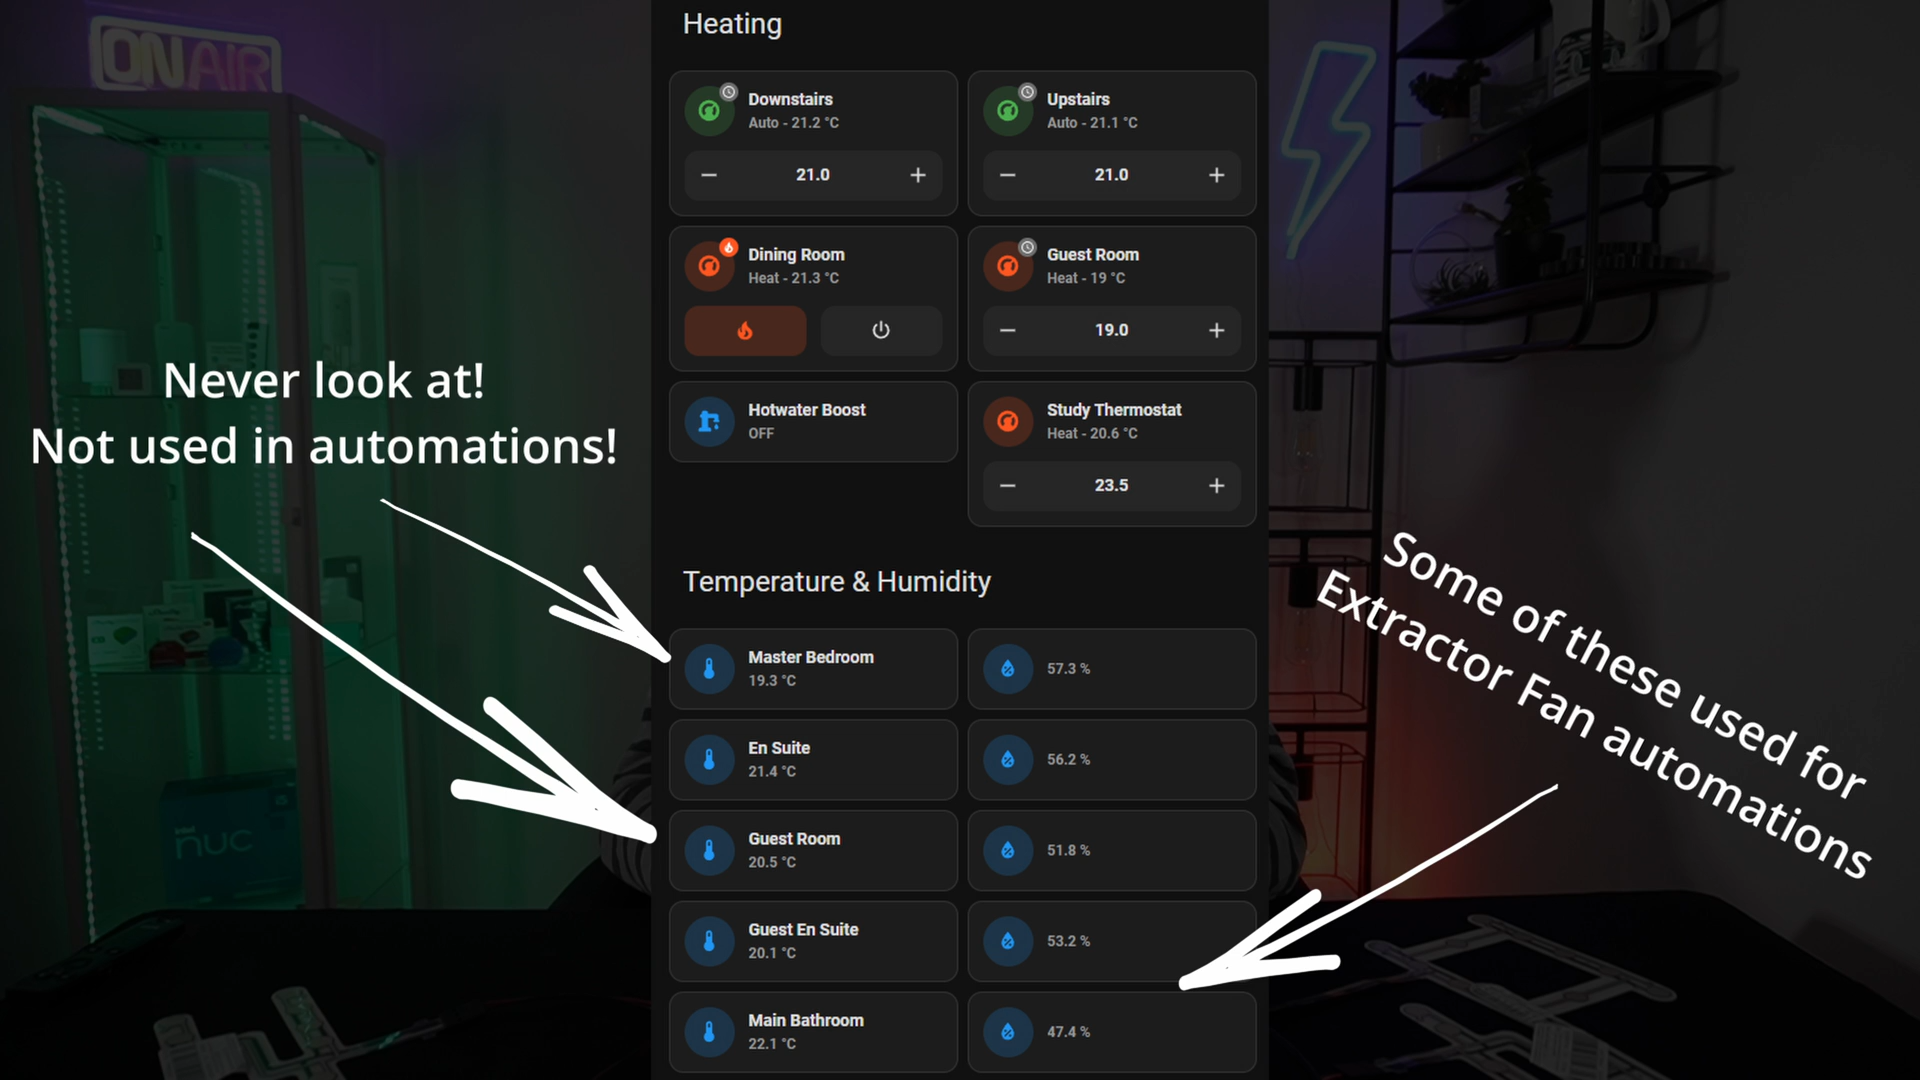 ON AIR
Heating
Downstairs
Auto - 21.2 °C
21.0
Upstairs
Auto - 21.1 °C
21.0
Dining Room
Heat - 21.3 °C
Guest Room
Heat - 19 °C
19.0
Hotwater Boost
OFF
Study Thermostat
Heat - 20.6 °C
23.5
Never look at!
Not used in automations!
Temperature & Humidity
Master Bedroom
19.3 °C
57.3 %
En Suite
21.4 °C
56.2 %
Guest Room
20.5 °C
51.8 %
Guest En Suite
20.1 °C
53.2 %
Main Bathroom
22.1 °C
47.4 %
Some of these used for
Extractor Fan automations
intel
nuc